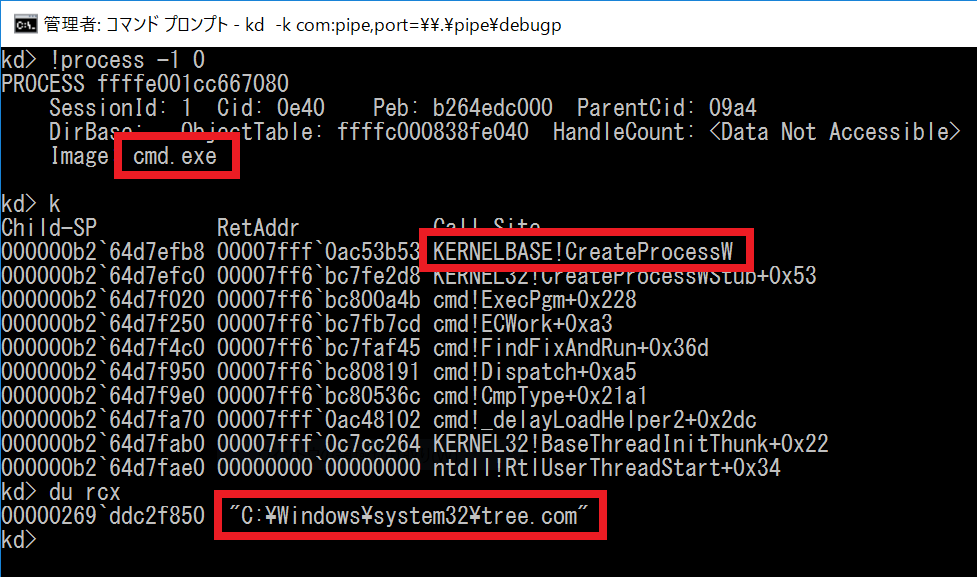 管理者: コマンド プロンプト - kd  -k com:pipe,port=¥¥.¥pipe¥debugp
kd> !process -1 0
PROCESS ffffe001cc667080
    SessionId: 1  Cid: 0e40    Peb: b264edc000  ParentCid: 09a4
    DirBase:   ObjectTable: ffffc000838fe040  HandleCount: <Data Not Accessible>
    Image  cmd.exe
kd> k
Child-SP          RetAddr           Call Site
000000b2`64d7efb8 00007fff`0ac53b53 KERNELBASE!CreateProcessW
000000b2`64d7efc0 00007ff6`bc7fe2d8 KERNEL32!CreateProcessWStub+0x53
000000b2`64d7f020 00007ff6`bc800a4b cmd!ExecPgm+0x228
000000b2`64d7f250 00007ff6`bc7fb7cd cmd!ECWork+0xa3
000000b2`64d7f4c0 00007ff6`bc7faf45 cmd!FindFixAndRun+0x36d
000000b2`64d7f950 00007ff6`bc808191 cmd!Dispatch+0xa5
000000b2`64d7f9e0 00007ff6`bc80536c cmd!CmpType+0x21a1
000000b2`64d7fa70 00007fff`0ac48102 cmd!_delayLoadHelper2+0x2dc
000000b2`64d7fab0 00007fff`0c7cc264 KERNEL32!BaseThreadInitThunk+0x22
000000b2`64d7fae0 00000000`00000000 ntdll!RtlUserThreadStart+0x34
kd> du rcx
00000269`ddc2f850  "C:¥Windows¥system32¥tree.com"
kd>